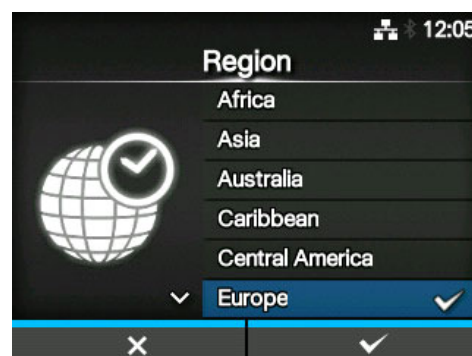 12:05
Region
Africa
Asia
Australia
Caribbean
Central America
Europe